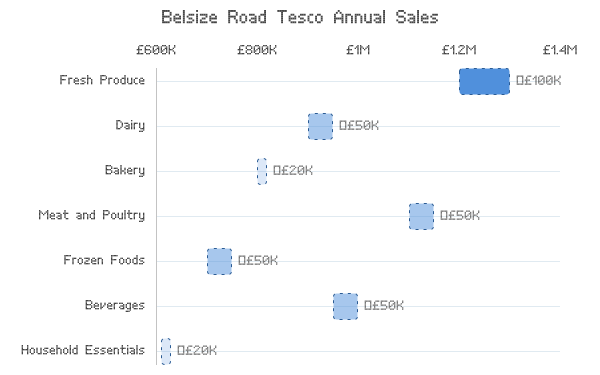 Belsize Road Tesco Annual Sales
£600K £800K £1M £1.2M £1.4M
Fresh Produce □£100K
Dairy □£50K
Bakery □£20K
Meat and Poultry □£50K
Frozen Foods □£50K
Beverages □£50K
Household Essentials □£20K